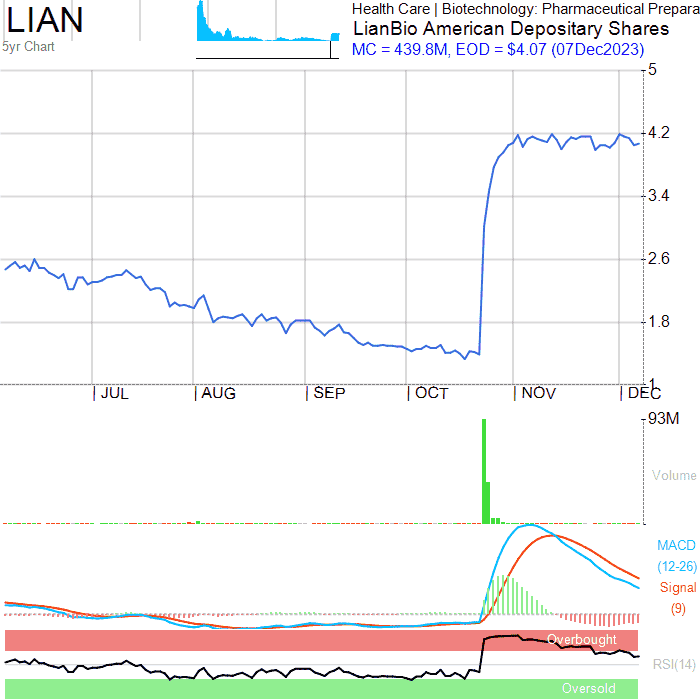 LIAN
5yr Chart
Health Care | Biotechnology: Pharmaceutical Prepara
LianBio American Depositary Shares
MC = 439.8M, EOD = $4.07 (07Dec2023)
5
4.2
3.4
2.6
1.8
1
JUL
AUG
SEP
OCT
NOV
DEC
93M
Volume
MACD
(12-26)
Signal
(9)
Overbought
RSI(14)
Oversold